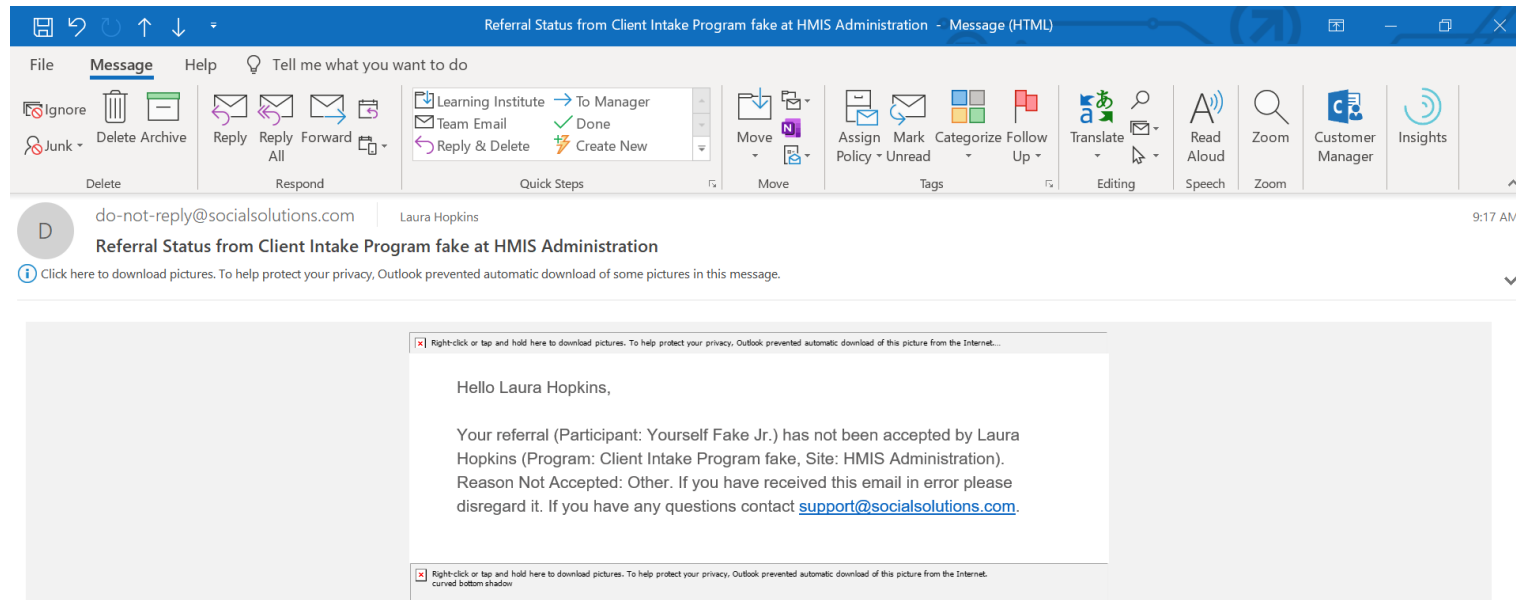 Referral Status from Client Intake Program fake at HMIS Administration - Message (HTML)
File Message Help Tell me what you want to do
Ignore
Junk
Delete Archive
Reply Reply All Forward
Learning Institute To Manager
Team Email Done
Reply & Delete Create New
Move
Assign Policy Mark Unread Categorize Follow Up
Translate
Read Aloud
Zoom
Customer Manager
Insights
Delete Respond Quick Steps Move Tags Editing Speech Zoom
D
do-not-reply@socialsolutions.com Laura Hopkins 9:17 AM
Referral Status from Client Intake Program fake at HMIS Administration
Click here to download pictures. To help protect your privacy, Outlook prevented automatic download of some pictures in this message.
Right-click or tap and hold here to download pictures. To help protect your privacy, Outlook prevented automatic download of this picture from the Internet....
Hello Laura Hopkins,
Your referral (Participant: Yourself Fake Jr.) has not been accepted by Laura
Hopkins (Program: Client Intake Program fake, Site: HMIS Administration).
Reason Not Accepted: Other. If you have received this email in error please
disregard it. If you have any questions contact support@socialsolutions.com.
Right-click or tap and hold here to download pictures. To help protect your privacy, Outlook prevented automatic download of this picture from the Internet.
curved bottom shadow